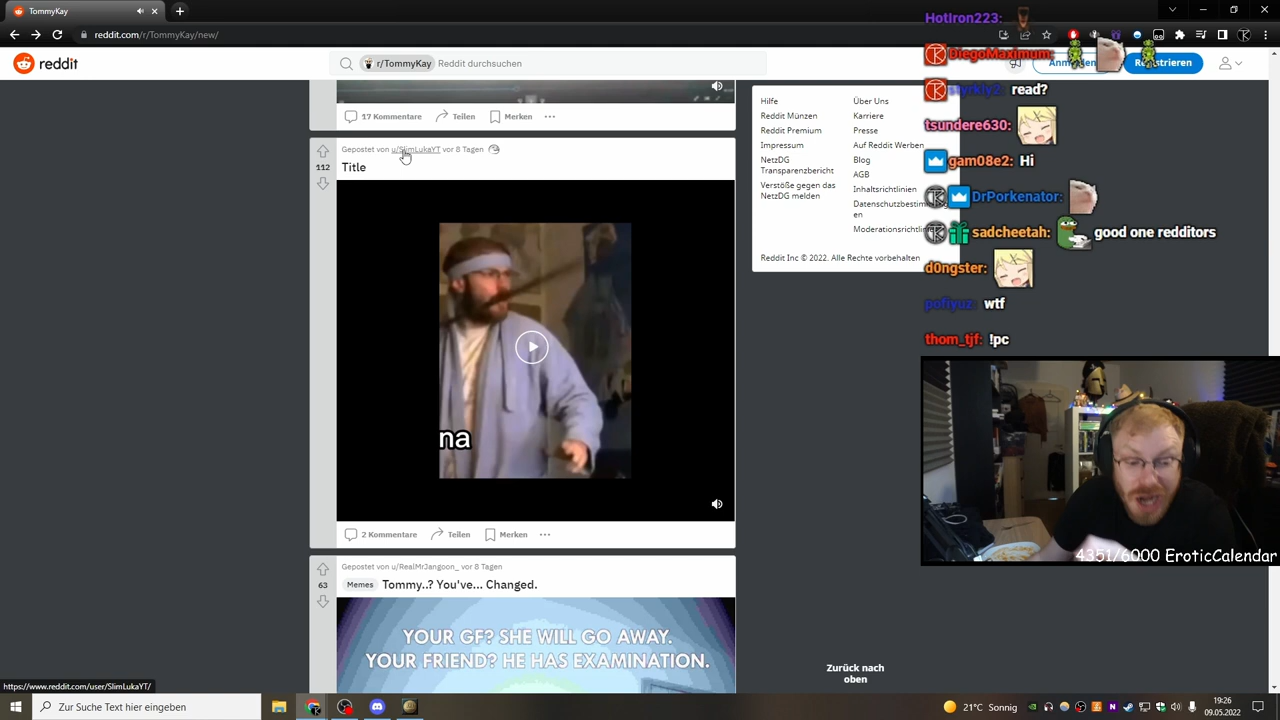 TommyKay
reddit.com/r/TommyKay/new/
reddit
r/TommyKay Reddit durchsuchen
Registrieren
17 Kommentare Teilen Merken
Gepostet von u/SlimLukaYT vor 8 Tagen
112
Title
na
2 Kommentare Teilen Merken
Gepostet von u/RealMrJangoon_ vor 8 Tagen
63
Memes Tommy..? You've... Changed.
YOUR GF? SHE WILL GO AWAY.
YOUR FRIEND? HE HAS EXAMINATION.
Hilfe
Reddit Münzen
Reddit Premium
Impressum
NetzDG
Transparenzbericht
Verstöße gegen das
NetzDG melden
Über Uns
Karriere
Presse
Auf Reddit Werben
Blog
AGB
Inhaltsrichtlinien
en
Reddit Inc © 2022. Alle Rechte vorbehalten
Zurück nach
oben
HotIron223:
DiegoMaximum:
styrkly2: read?
tsundere630:
gam08e2: Hi
DrPorkenator:
sadcheetah: good one redditors
d0ngster:
wtf
thom_tjf: !pc
4351/6000 EroticCalendar
https://www.reddit.com/user/SlimLukaYT/
Zur Suche Text hier eingeben
21°C Sonnig
19:26
09.05.2022